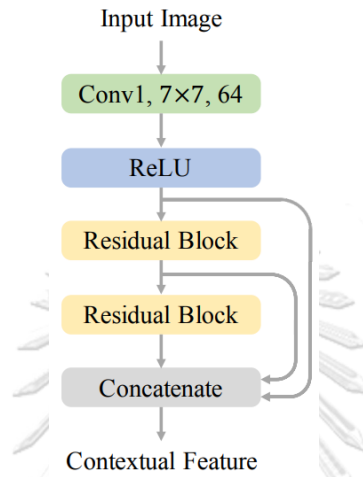 Input Image
Conv1, 7×7, 64
ReLU
Residual Block
Residual Block
Concatenate
Contextual Feature